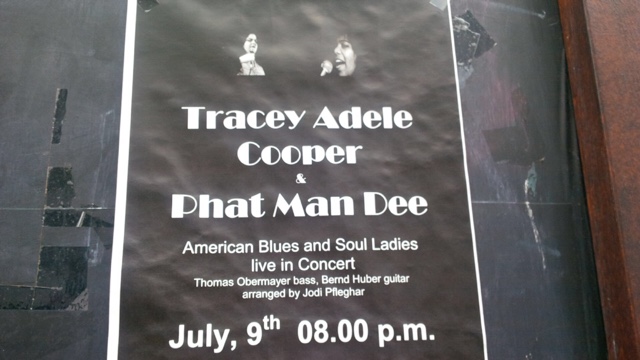 Tracey Adele
Cooper
&
Phat Man Dee
American Blues and Soul Ladies
live in Concert
Thomas Obermayer bass, Bernd Huber guitar
arranged by Jodi Pfleghar
July, 9th 08.00 p.m.